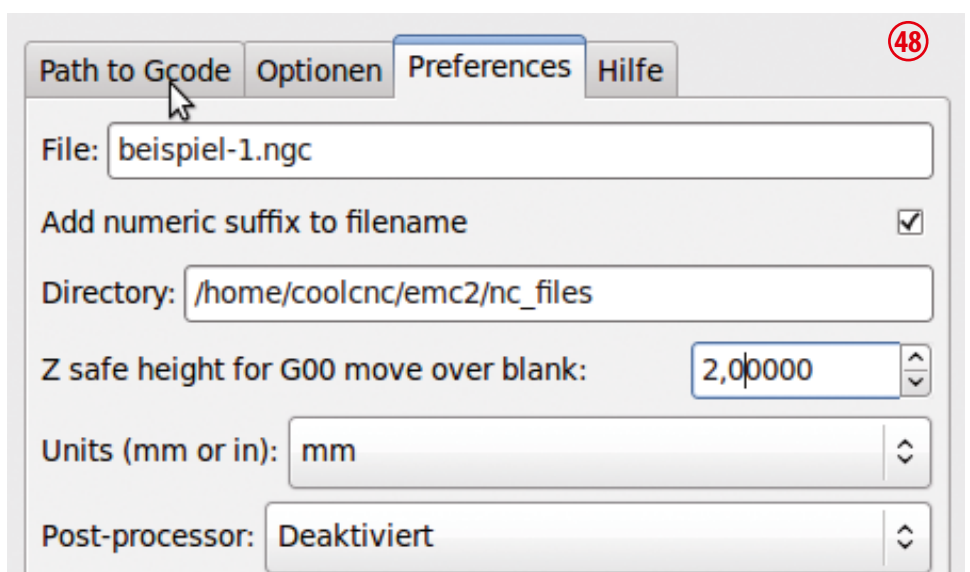 48
Path to Gcode Optionen Preferences Hilfe
File: beispiel-1.ngc
Add numeric suffix to filename
Directory: /home/coolcnc/emc2/nc_files
Z safe height for G00 move over blank: 2,00000
Units (mm or in): mm
Post-processor: Deaktiviert